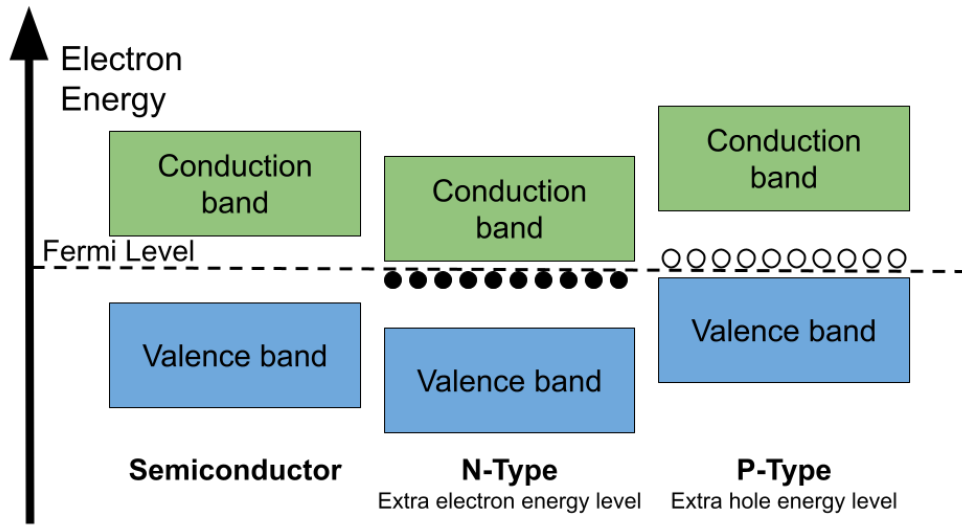 Electron
Energy
Conduction
band
Conduction
band
Conduction
band
Fermi Level
Valence band
Valence band
Valence band
Semiconductor
N-Type
Extra electron energy level
P-Type
Extra hole energy level